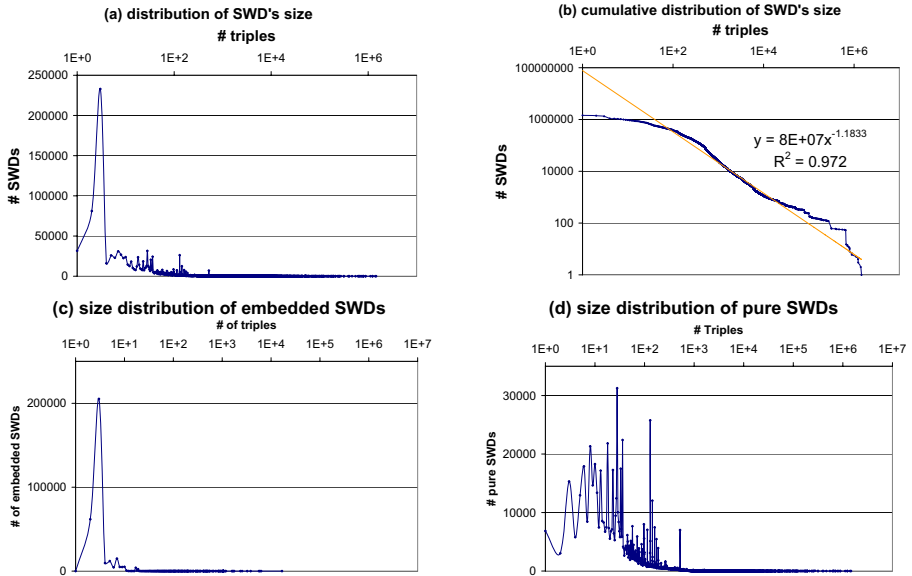 (a) distribution of SWD's size
# triples
1E+0 1E+2 1E+4 1E+6
250000
200000
150000
100000
50000
0
# SWDs
(b) cumulative distribution of SWD's size
# triples
1E+0 1E+2 1E+4 1E+6
100000000
1000000
10000
100
1
# SWDs
y = 8E+07x^-1.1833
R^2 = 0.972
(c) size distribution of embedded SWDs
# of triples
1E+0 1E+1 1E+2 1E+3 1E+4 1E+5 1E+6 1E+7
200000
100000
0
# of embedded SWDs
(d) size distribution of pure SWDs
# Triples
1E+0 1E+1 1E+2 1E+3 1E+4 1E+5 1E+6 1E+7
30000
20000
10000
0
# pure SWDs